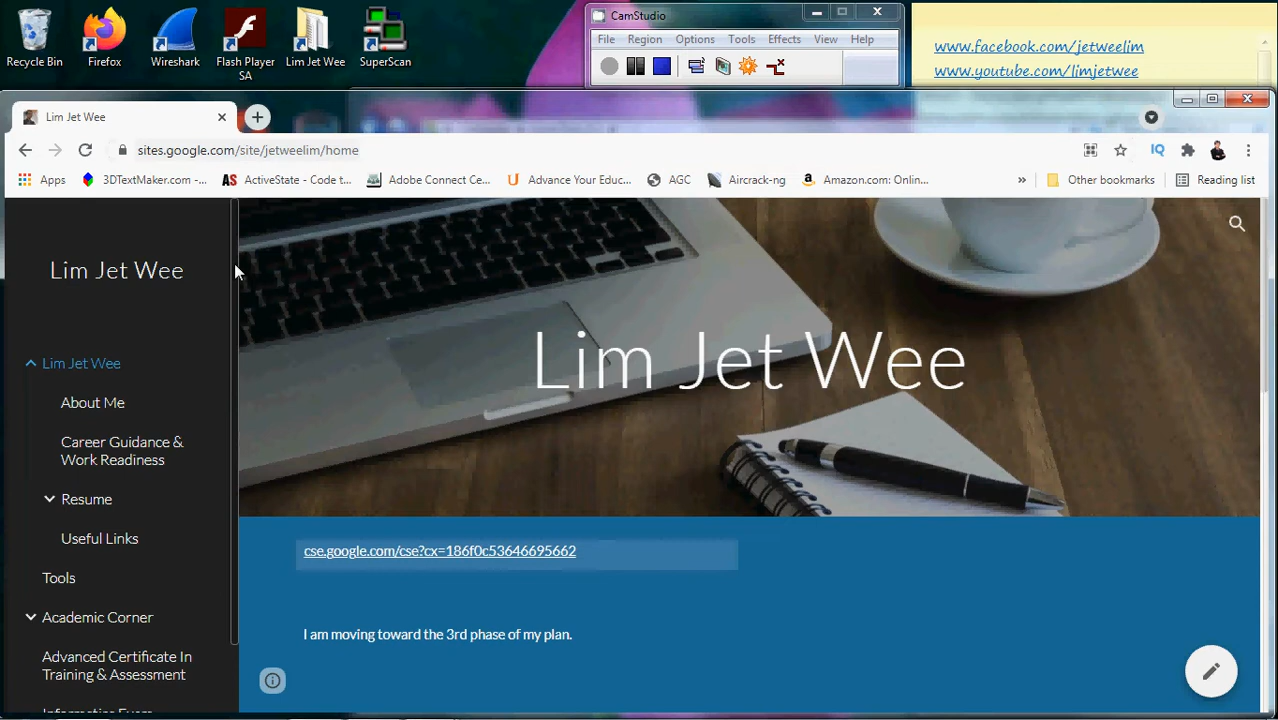 Recycle Bin
Firefox
Wireshark
Flash Player
SA
Lim Jet Wee
SuperScan
CamStudio
File Region Options Tools Effects View Help
www.facebook.com/jetweelim
www.youtube.com/limjetwee
Lim Jet Wee
sites.google.com/site/jetweelim/home
IQ
Apps
3DTextMaker.com -...
AS ActiveState - Code t...
Adobe Connect Ce...
Advance Your Educ...
AGC
Aircrack-ng
Amazon.com: Onlin...
»
Other bookmarks
Reading list
Lim Jet Wee
Lim Jet Wee
About Me
Career Guidance &
Work Readiness
Resume
Useful Links
Tools
Academic Corner
Advanced Certificate In
Training & Assessment
Lim Jet Wee
cse.google.com/cse?cx=186f0c53646695662
I am moving toward the 3rd phase of my plan.